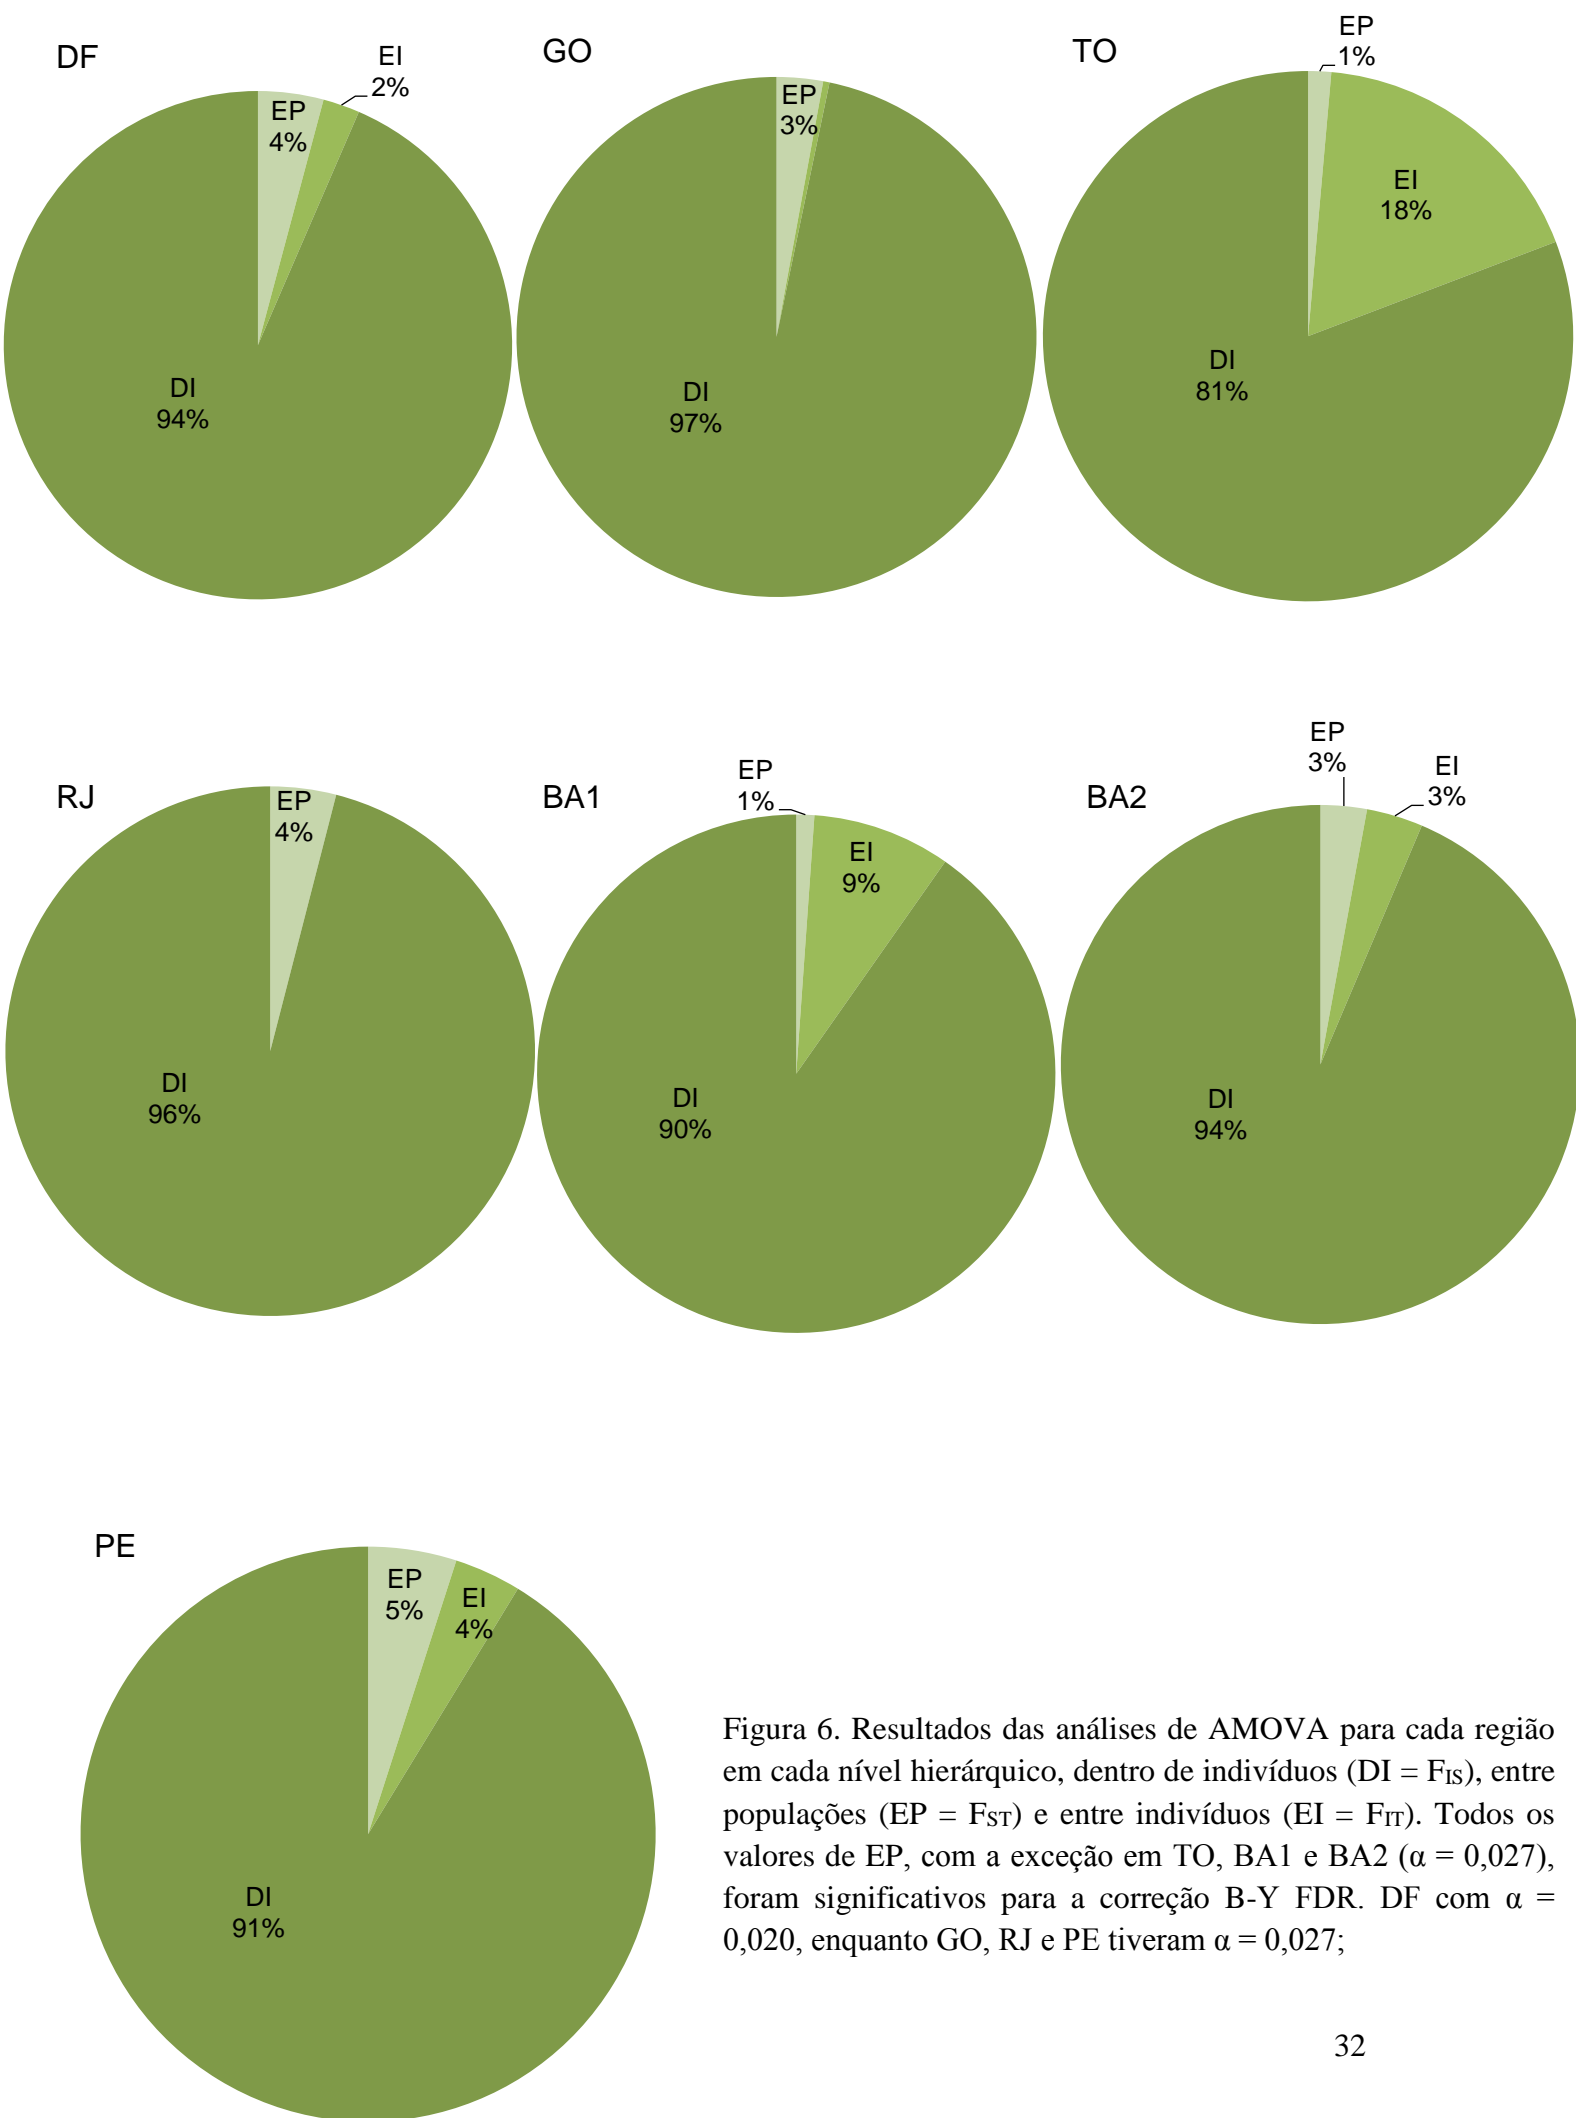 DF
EP
4%
EI
2%
DI
94%
GO
EP
3%
DI
97%
TO
EP
1%
EI
18%
DI
81%
RJ
EP
4%
DI
96%
BA1
EP
1%
EI
9%
DI
90%
BA2
EP
3%
EI
3%
DI
94%
PE
EP
5%
EI
4%
DI
91%
Figura 6. Resultados das análises de AMOVA para cada região
em cada nível hierárquico, dentro de indivíduos (DI = FIS), entre
populações (EP = FST) e entre indivíduos (EI = FIT). Todos os
valores de EP, com a exceção em TO, BA1 e BA2 (α = 0,027),
foram significativos para a correção B-Y FDR. DF com α =
0,020, enquanto GO, RJ e PE tiveram α = 0,027;
32